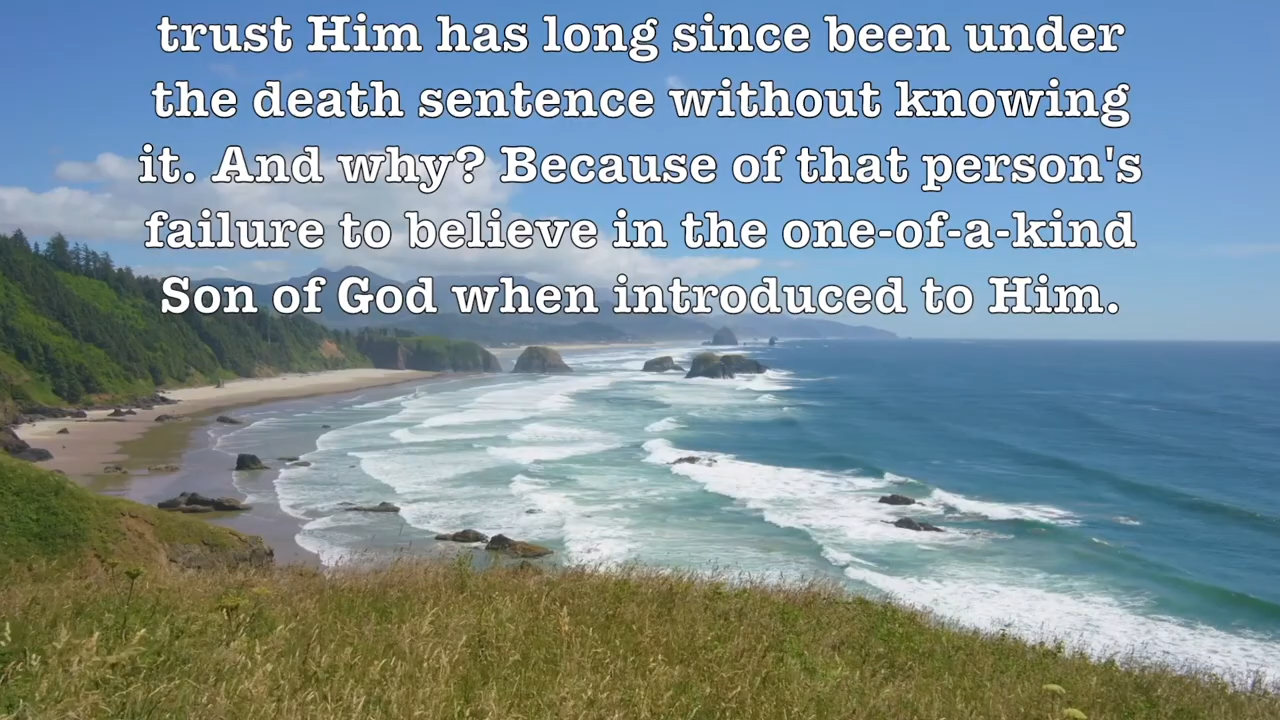 trust Him has long since been under
the death sentence without knowing
it. And why? Because of that person's
failure to believe in the one-of-a-kind
Son of God when introduced to Him.